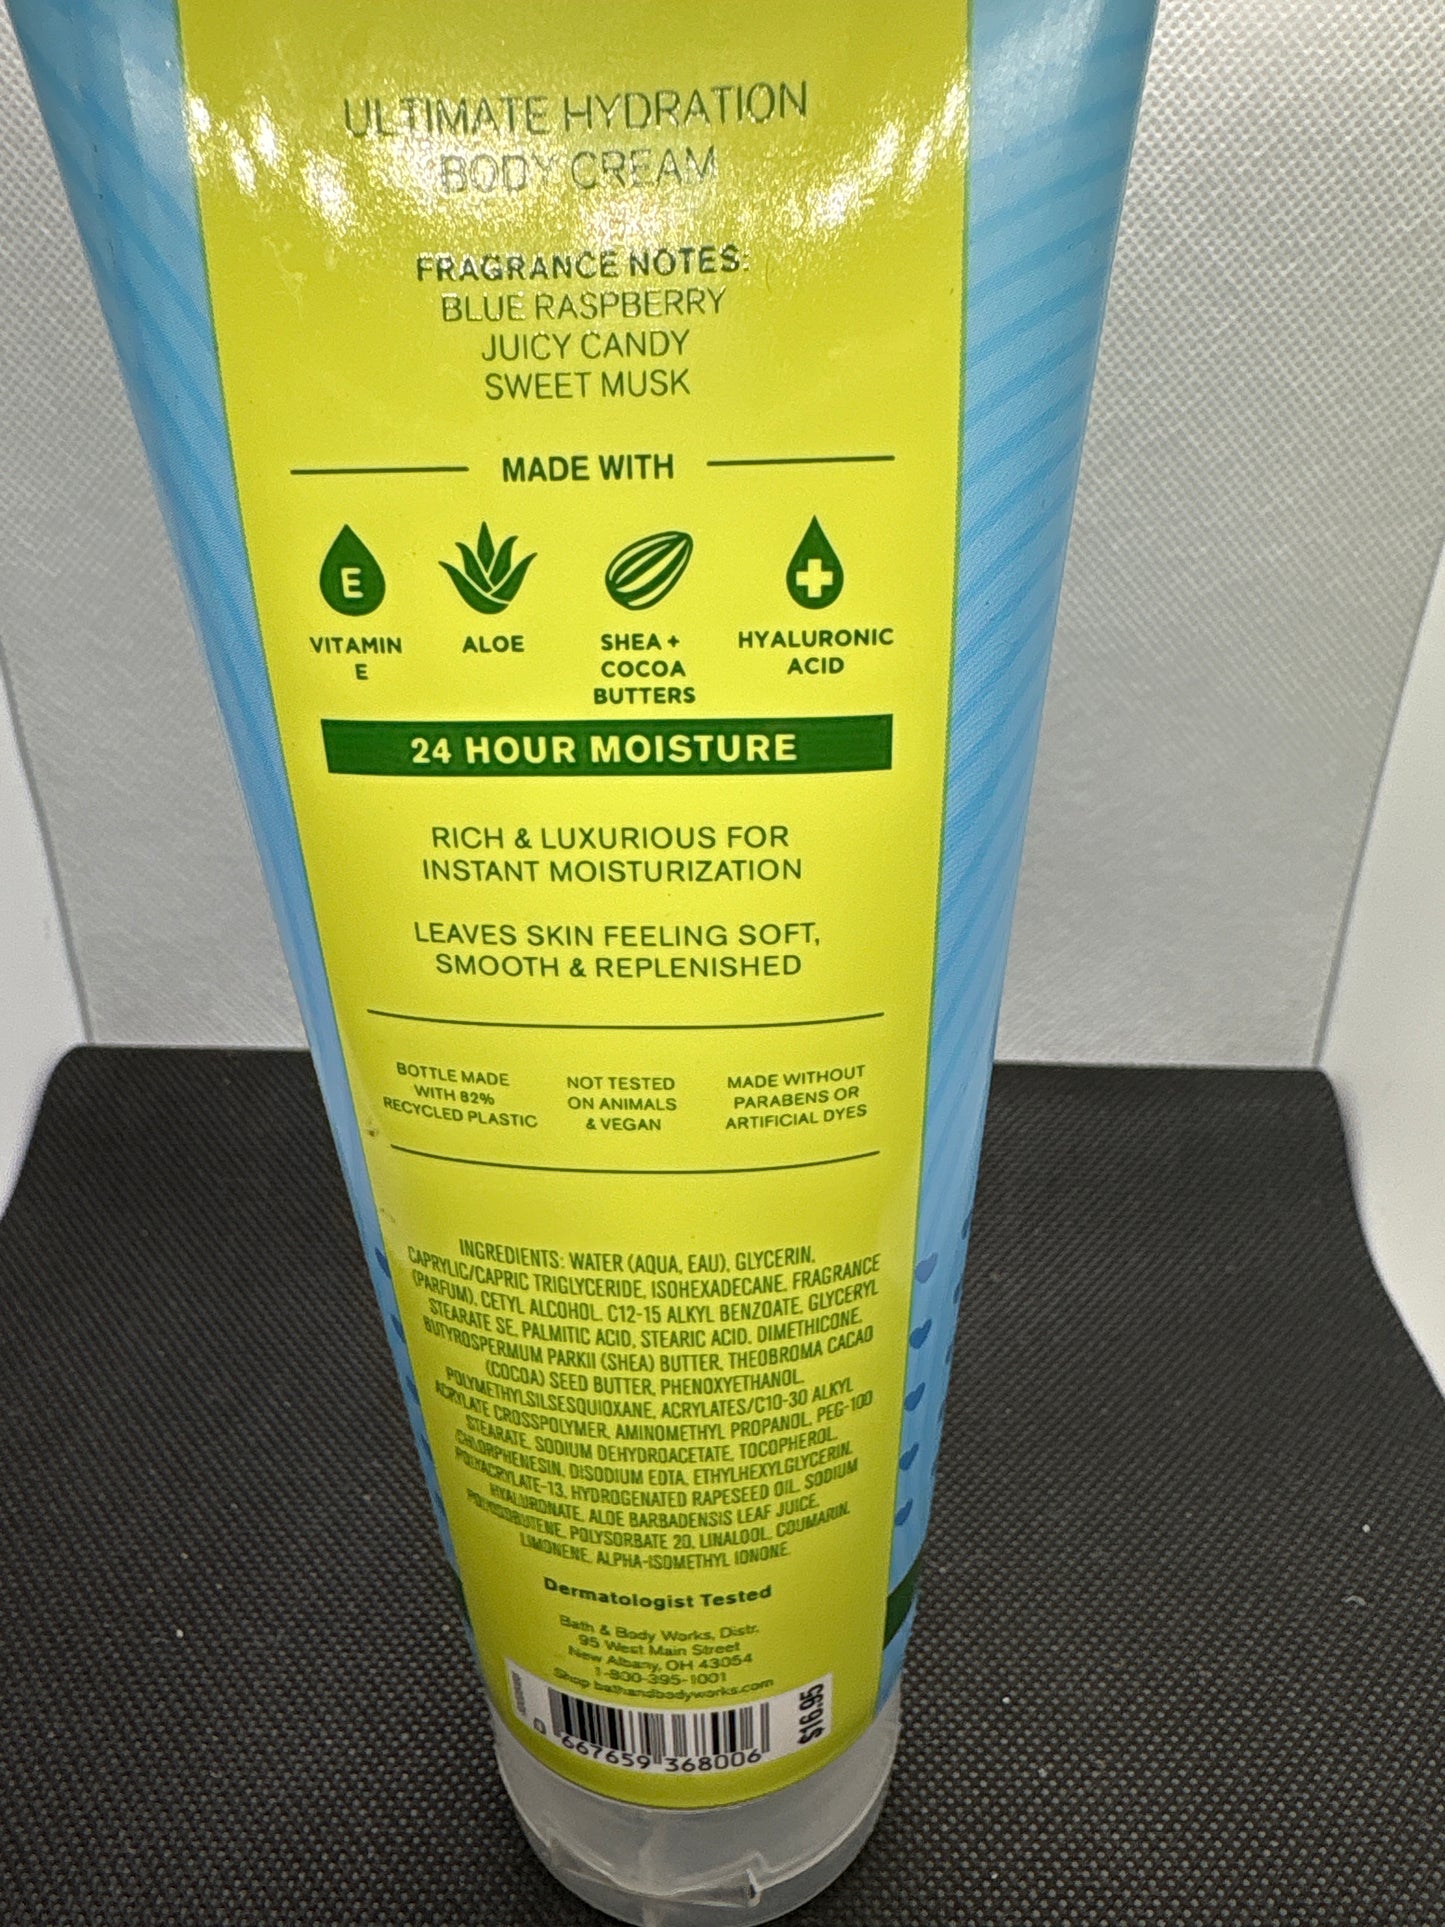 ULTIMATE HYDRATION
BODY CREAM
FRAGRANCE NOTES:
BLUE RASPBERRY
JUICY CANDY
SWEET MUSK
MADE WITH
E
VITAMIN
E
ALOE
SHEA +
COCOA
BUTTERS
HYALURONIC
ACID
24 HOUR MOISTURE
RICH & LUXURIOUS FOR
INSTANT MOISTURIZATION
LEAVES SKIN FEELING SOFT,
SMOOTH & REPLENISHED
BOTTLE MADE
WITH 82%
RECYCLED PLASTIC
NOT TESTED
ON ANIMALS
& VEGAN
MADE WITHOUT
PARABENS OR
ARTIFICIAL DYES
INGREDIENTS: WATER (AQUA, EAU), GLYCERIN,
CAPRYLIC/CAPRIC TRIGLYCERIDE, ISOHEXADECANE, FRAGRANCE
(PARFUM), CETYL ALCOHOL, C12-15 ALKYL BENZOATE, GLYCERYL
STEARATE SE, PALMITIC ACID, STEARIC ACID, DIMETHICONE,
BUTYROSPERMUM PARKII (SHEA) BUTTER, THEOBROMA CACAO
(COCOA) SEED BUTTER, PHENOXYETHANOL,
POLYMETHYLSILSESQUIOXANE, ACRYLATES/C10-30 ALKYL
ACRYLATE CROSSPOLYMER, AMINOMETHYL PROPANOL, PEG-100
STEARATE, SODIUM DEHYDROACETATE, TOCOPHEROL,
CHLORPHENESIN, DISODIUM EDTA, ETHYLHEXYLGLYCERIN,
POLYACRYLATE-13, HYDROGENATED RAPESEED OIL, SODIUM
HYALURONATE, ALOE BARBADENSIS LEAF JUICE,
POLYISOBUTENE, POLYSORBATE 20, LINALOOL, COUMARIN,
LIMONENE, ALPHA-ISOMETHYL IONONE
Dermatologist Tested
Bath & Body Works, Distr.
95 West Main Street
New Albany, OH 43054
1-800-395-1001
Shop bathandbodyworks.com
$16.95
0 667659 368006